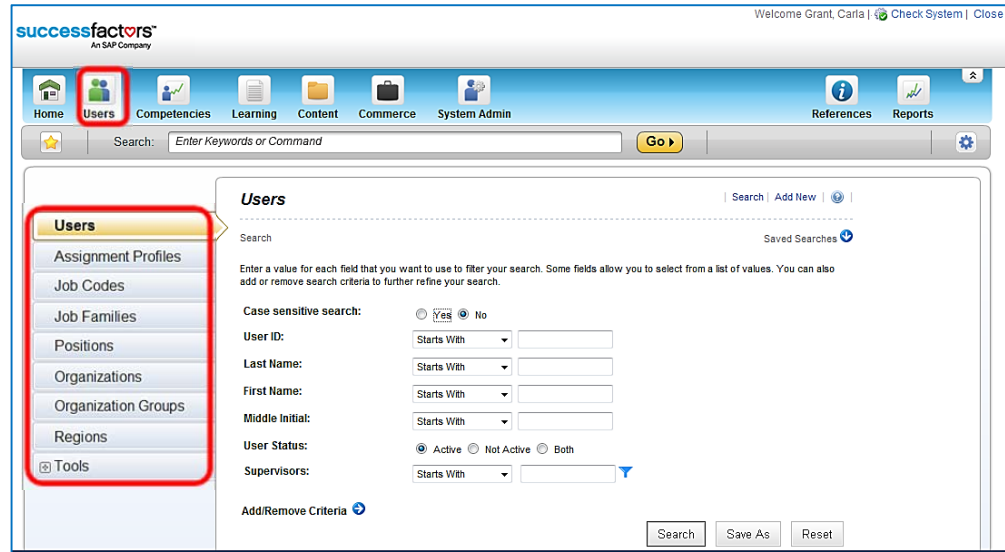 Welcome Grant, Carla | Check System | Close
successfactors™
An SAP Company
Home Users Competencies Learning Content Commerce System Admin References Reports
Search: Enter Keywords or Command Go
Users
Assignment Profiles
Job Codes
Job Families
Positions
Organizations
Organization Groups
Regions
Tools
Users
Search | Add New
Search
Saved Searches
Enter a value for each field that you want to use to filter your search. Some fields allow you to select from a list of values. You can also
add or remove search criteria to further refine your search.
Case sensitive search: Yes No
User ID: Starts With
Last Name: Starts With
First Name: Starts With
Middle Initial: Starts With
User Status: Active Not Active Both
Supervisors: Starts With
Add/Remove Criteria
Search Save As Reset